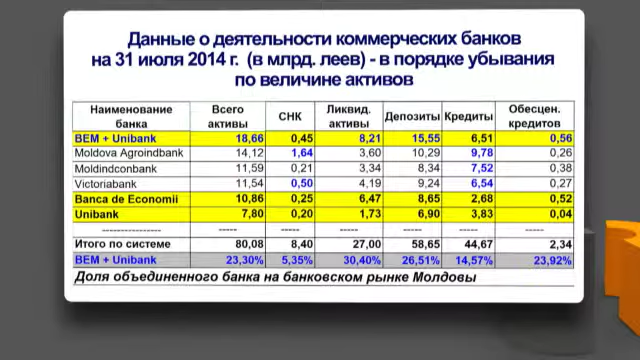 Данные о деятельности коммерческих банков
на 31 июля 2014 г. (в млрд. леев) - в порядке убывания
по величине активов
Наименование банка Всего активы СНК Ликвид. активы Депозиты Кредиты Обесцен. кредитов
BEM + Unibank 18,66 0,45 8,21 15,55 6,51 0,56
Moldova Agroindbank 14,12 1,64 3,60 10,29 9,78 0,26
Moldindconbank 11,59 0,21 3,34 8,34 7,52 0,38
Victoriabank 11,54 0,50 4,19 9,24 6,54 0,27
Banca de Economii 10,86 0,25 6,47 8,65 2,68 0,52
Unibank 7,80 0,20 1,73 6,90 3,83 0,04
------------------ ----- ----- ----- ----- ----- -----
Итого по системе 80,08 8,40 27,00 58,65 44,67 2,34
BEM + Unibank 23,30% 5,35% 30,40% 26,51% 14,57% 23,92%
Доля объединенного банка на банковском рынке Молдовы